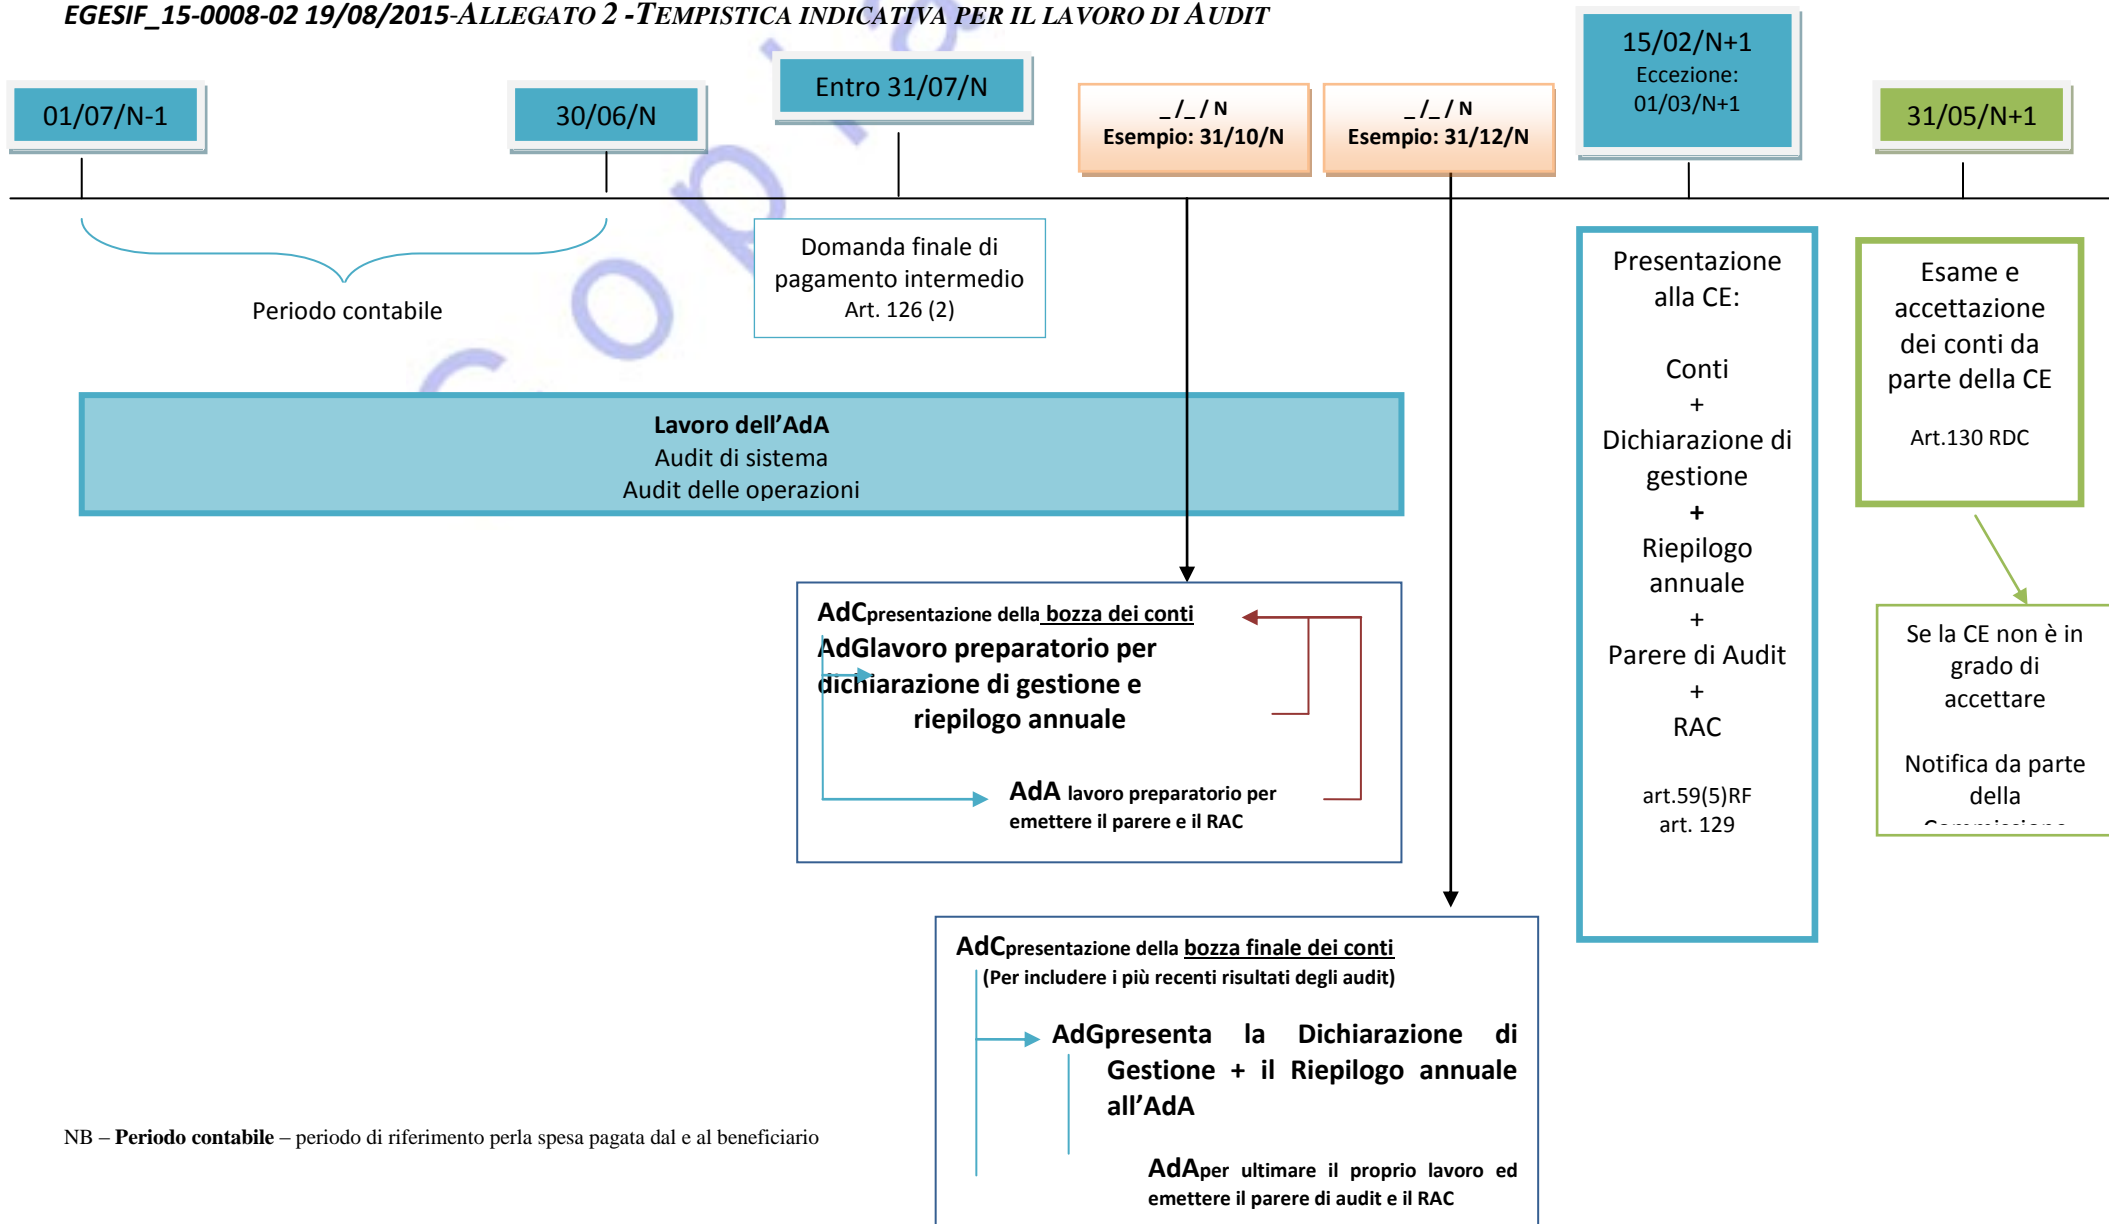 EGESIF_15-0008-02 19/08/2015-ALLEGATO 2 -TEMPISTICA INDICATIVA PER IL LAVORO DI AUDIT
01/07/N-1
30/06/N
Entro 31/07/N
_ /_ / N
Esempio: 31/10/N
_ /_ / N
Esempio: 31/12/N
15/02/N+1
Eccezione:
01/03/N+1
31/05/N+1
Periodo contabile
Domanda finale di
pagamento intermedio
Art. 126 (2)
Copia
Lavoro dell’AdA
Audit di sistema
Audit delle operazioni
Presentazione
alla CE:
Conti
+
Dichiarazione di
gestione
+
Riepilogo
annuale
+
Parere di Audit
+
RAC
art.59(5)RF
art. 129
Esame e
accettazione
dei conti da
parte della CE
Art.130 RDC
Se la CE non è in
grado di
accettare
Notifica da parte
della
AdCpresentazione della bozza dei conti
AdGlavoro preparatorio per
dichiarazione di gestione e
riepilogo annuale
AdA lavoro preparatorio per
emettere il parere e il RAC
AdCpresentazione della bozza finale dei conti
(Per includere i più recenti risultati degli audit)
AdGpresenta la Dichiarazione di
Gestione + il Riepilogo annuale
all’AdA
AdAper ultimare il proprio lavoro ed
emettere il parere di audit e il RAC
NB – Periodo contabile – periodo di riferimento perla spesa pagata dal e al beneficiario